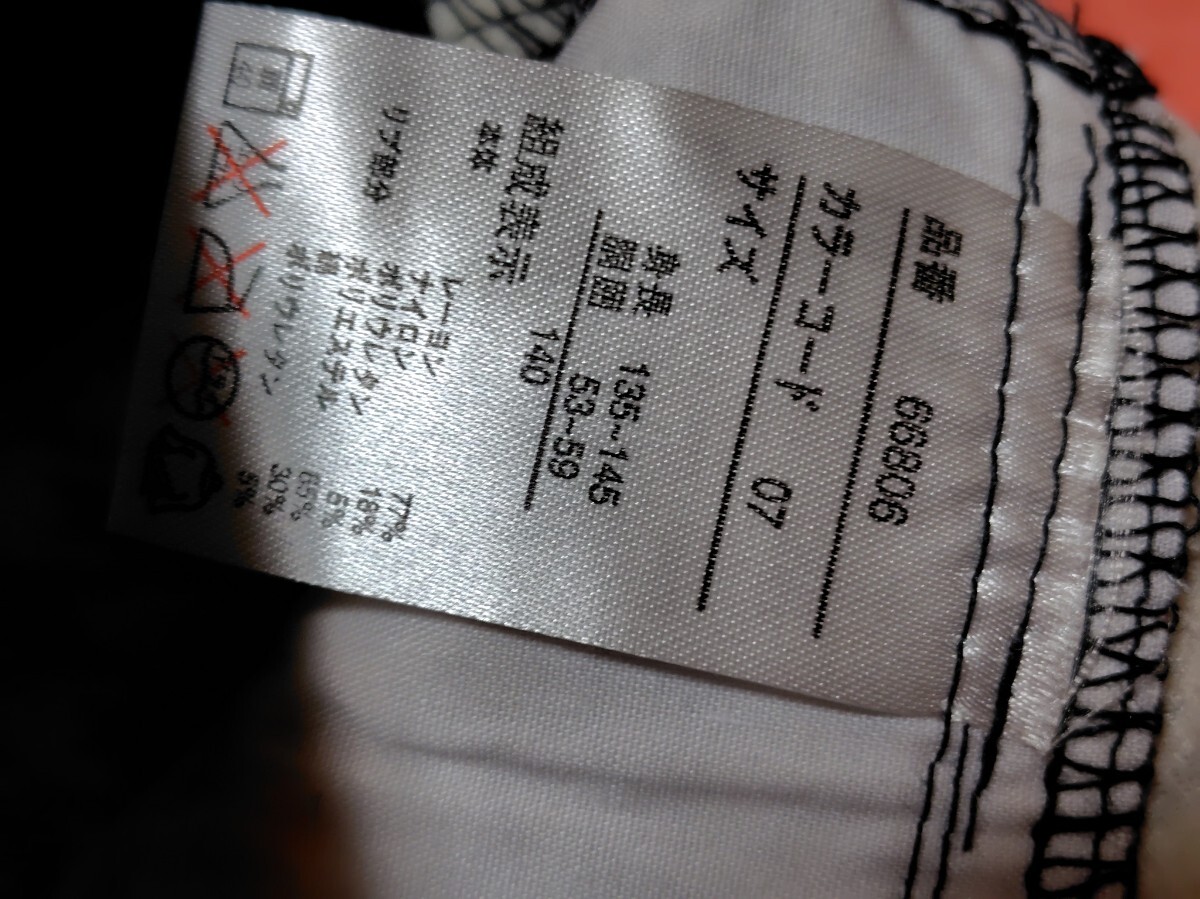 品番 66806
カラーコード 07
サイズ
身長 135-145
胴囲 53-59
140
組成表示
本体
レーヨン 77%
ナイロン 18%
ポリウレタン 5%
リブ部分
綿 65%
ポリエステル 30%
ポリウレタン 5%